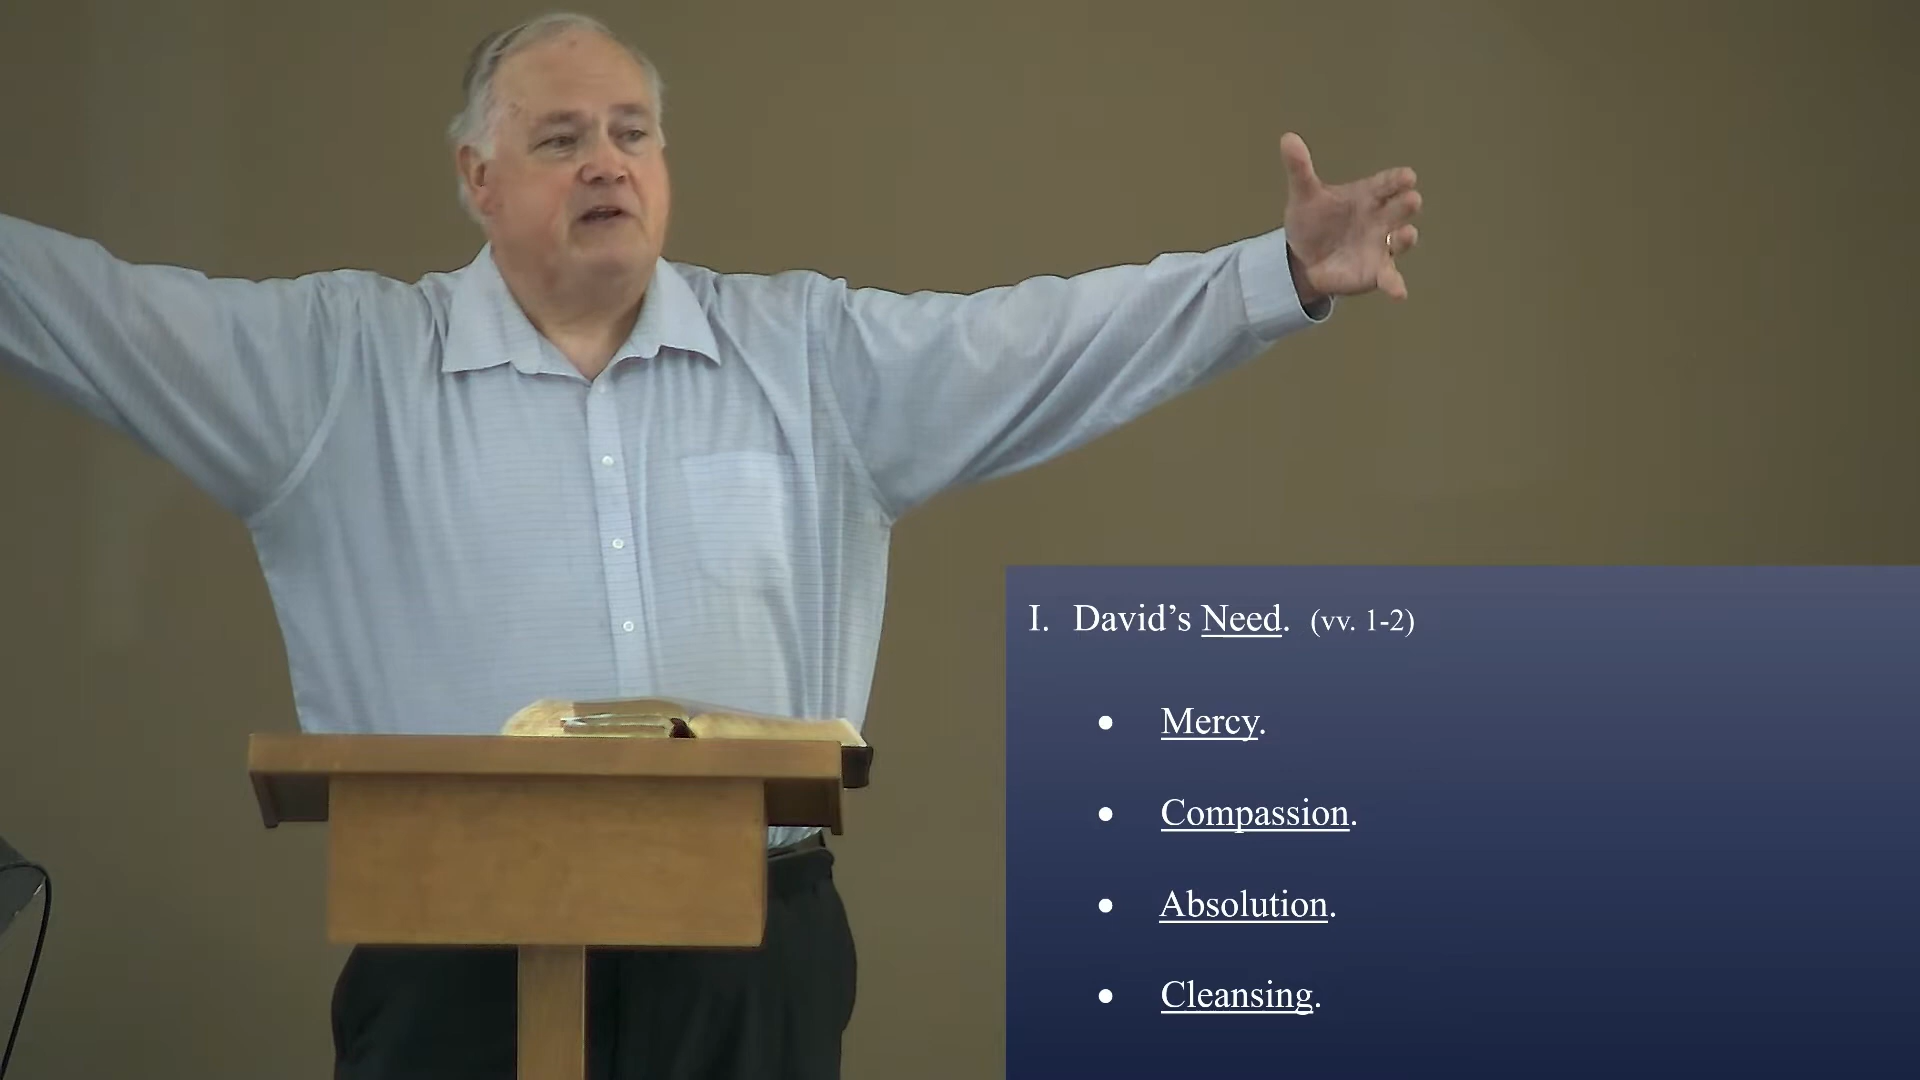 I. David's Need. (vv. 1-2)
• Mercy.
• Compassion.
• Absolution.
• Cleansing.